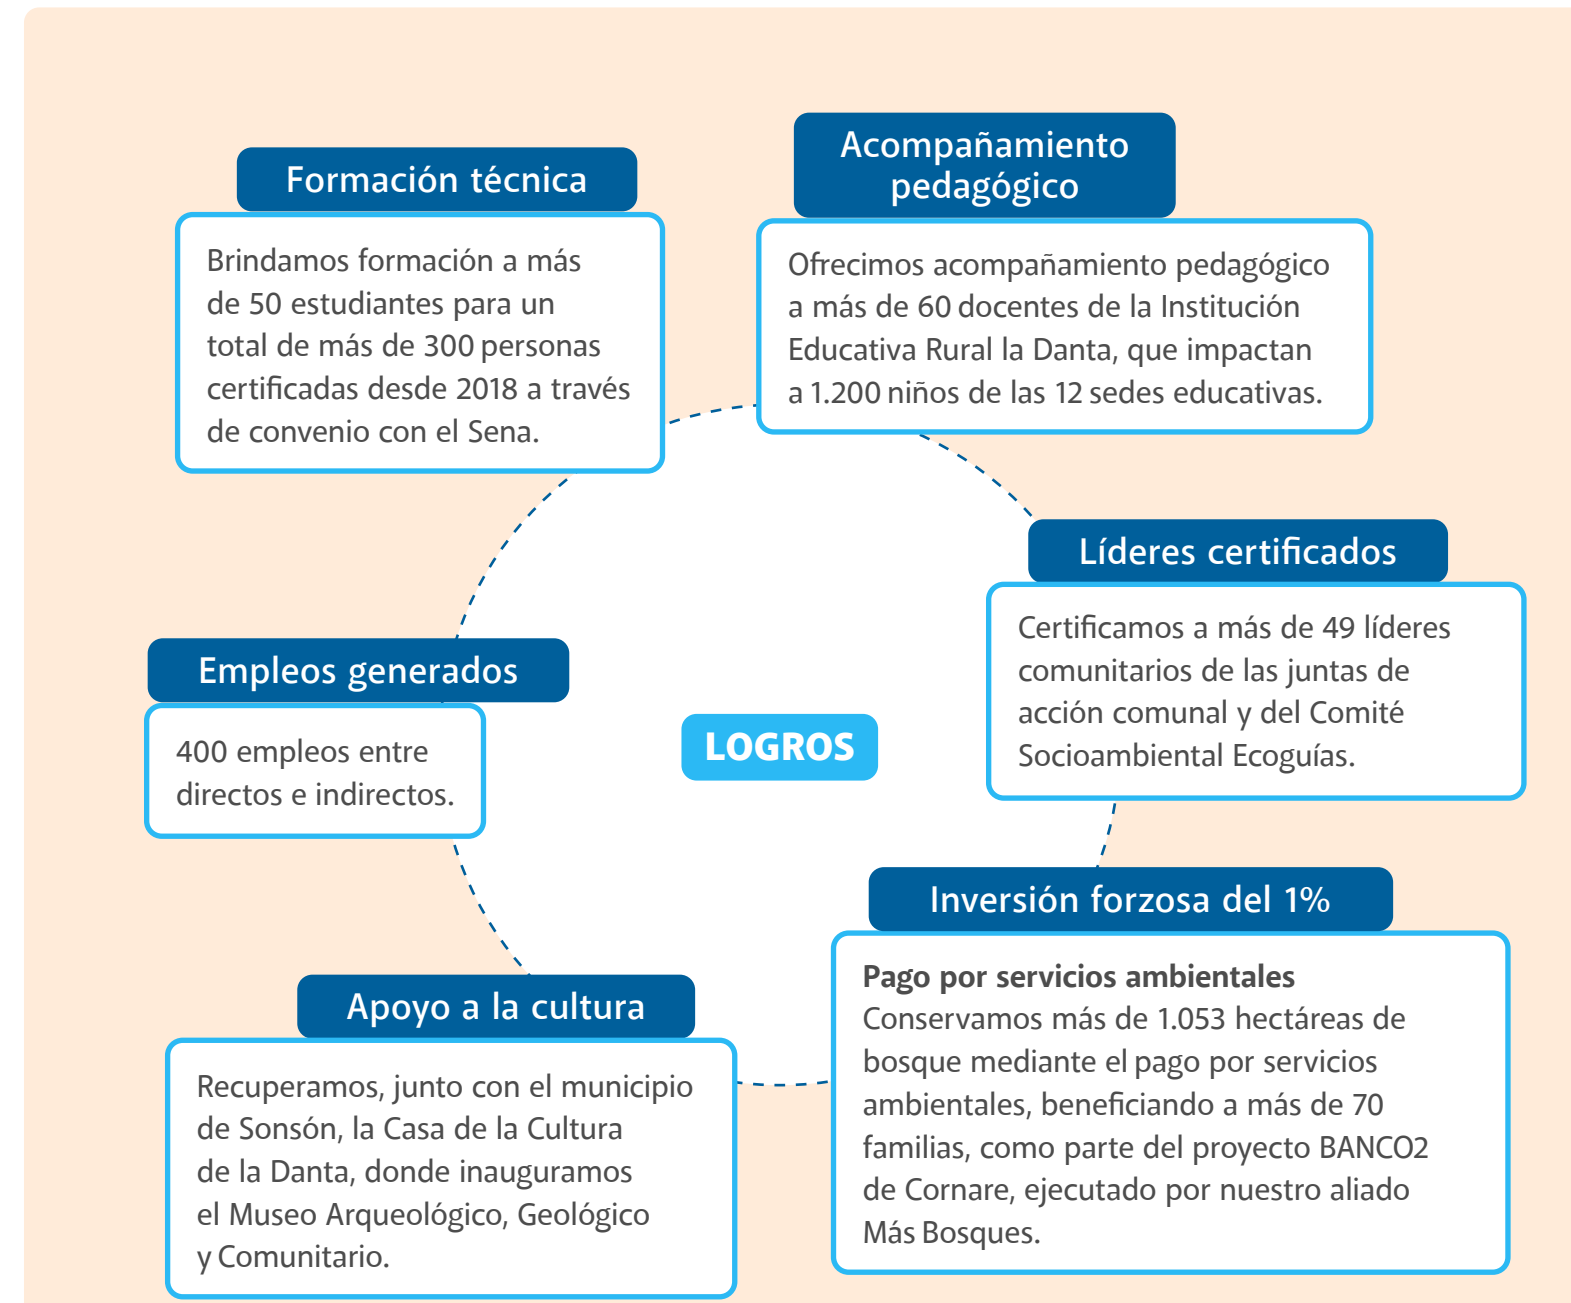 Formación técnica
Brindamos formación a más
de 50 estudiantes para un
total de más de 300 personas
certificadas desde 2018 a través
de convenio con el Sena.
Acompañamiento
pedagógico
Ofrecimos acompañamiento pedagógico
a más de 60 docentes de la Institución
Educativa Rural la Danta, que impactan
a 1.200 niños de las 12 sedes educativas.
Líderes certificados
Certificamos a más de 49 líderes
comunitarios de las juntas de
acción comunal y del Comité
Socioambiental Ecoguías.
Empleos generados
400 empleos entre
directos e indirectos.
LOGROS
Inversión forzosa del 1%
Pago por servicios ambientales
Conservamos más de 1.053 hectáreas de
bosque mediante el pago por servicios
ambientales, beneficiando a más de 70
familias, como parte del proyecto BANCO2
de Cornare, ejecutado por nuestro aliado
Más Bosques.
Apoyo a la cultura
Recuperamos, junto con el municipio
de Sonsón, la Casa de la Cultura
de la Danta, donde inauguramos
el Museo Arqueológico, Geológico
y Comunitario.